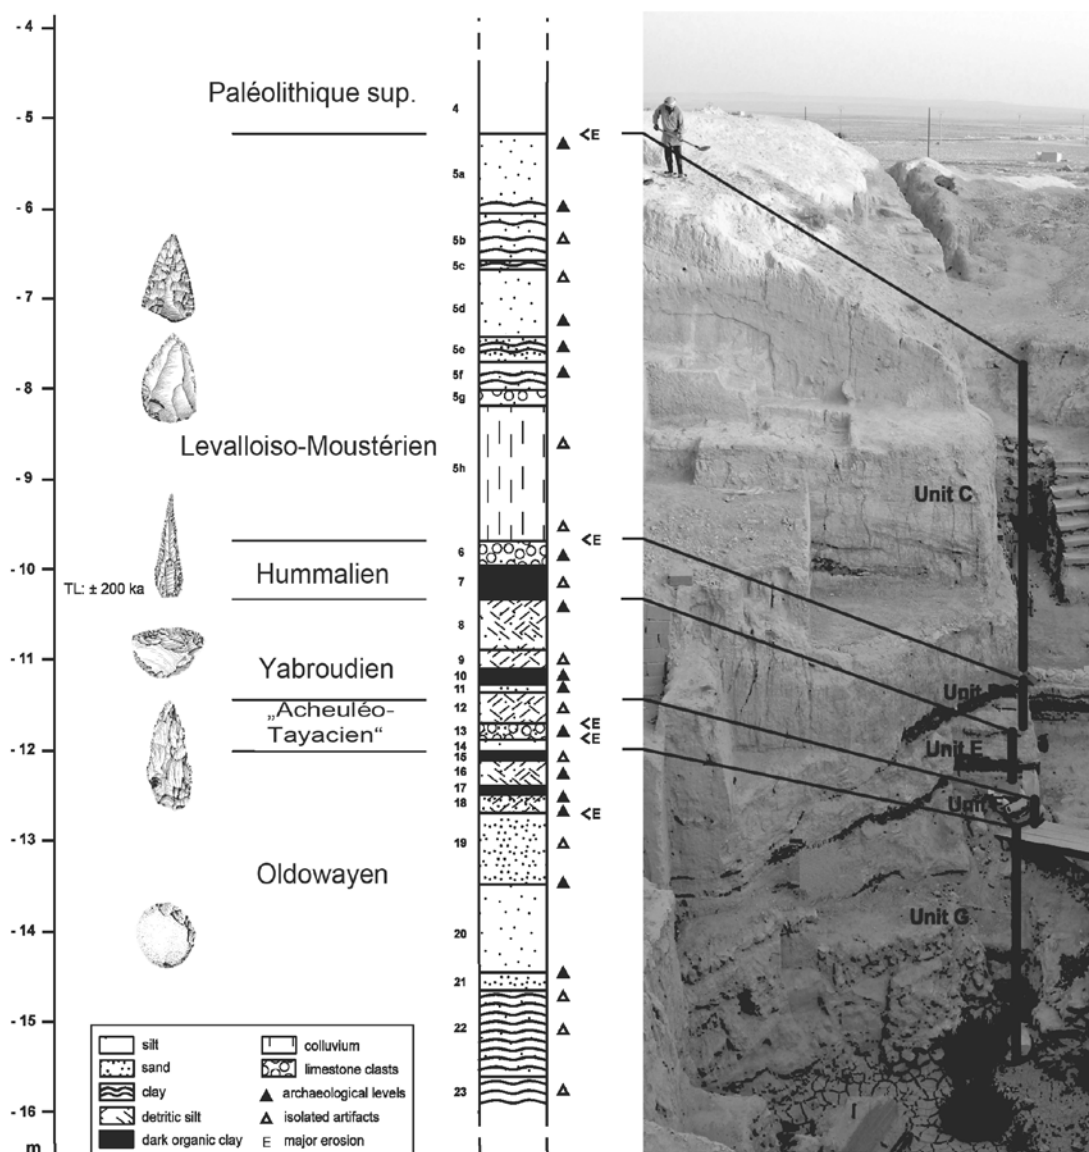 - 4
- 5
- 6
- 7
- 8
- 9
- 10
- 11
- 12
- 13
- 14
- 15
- 16
m
Paléolithique sup.
Levalloiso-Moustérien
Hummalien
TL: ± 200 ka
Yabroudien
„Acheuléo-
Tayacien“
Oldowayen
4
5a
5b
5c
5d
5e
5f
5g
5h
6
7
8
9
10
11
12
13
14
15
16
17
18
19
20
21
22
23
<E
<E
<E
<E
<E
Unit C
Unit
Unit E
Unit
Unit G
silt
sand
clay
detritic silt
dark organic clay
colluvium
limestone clasts
archaeological levels
isolated artifacts
E major erosion